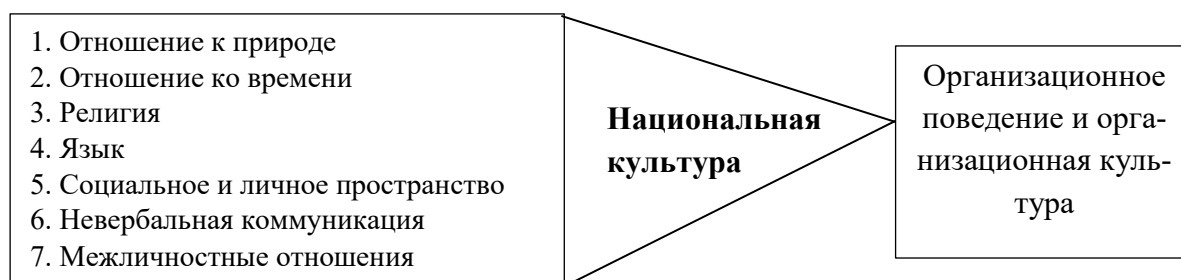 1. Отношение к природе
2. Отношение ко времени
3. Религия
4. Язык
5. Социальное и личное пространство
6. Невербальная коммуникация
7. Межличностные отношения
Национальная
культура
Организационное
поведение и орга-
низационная куль-
тура